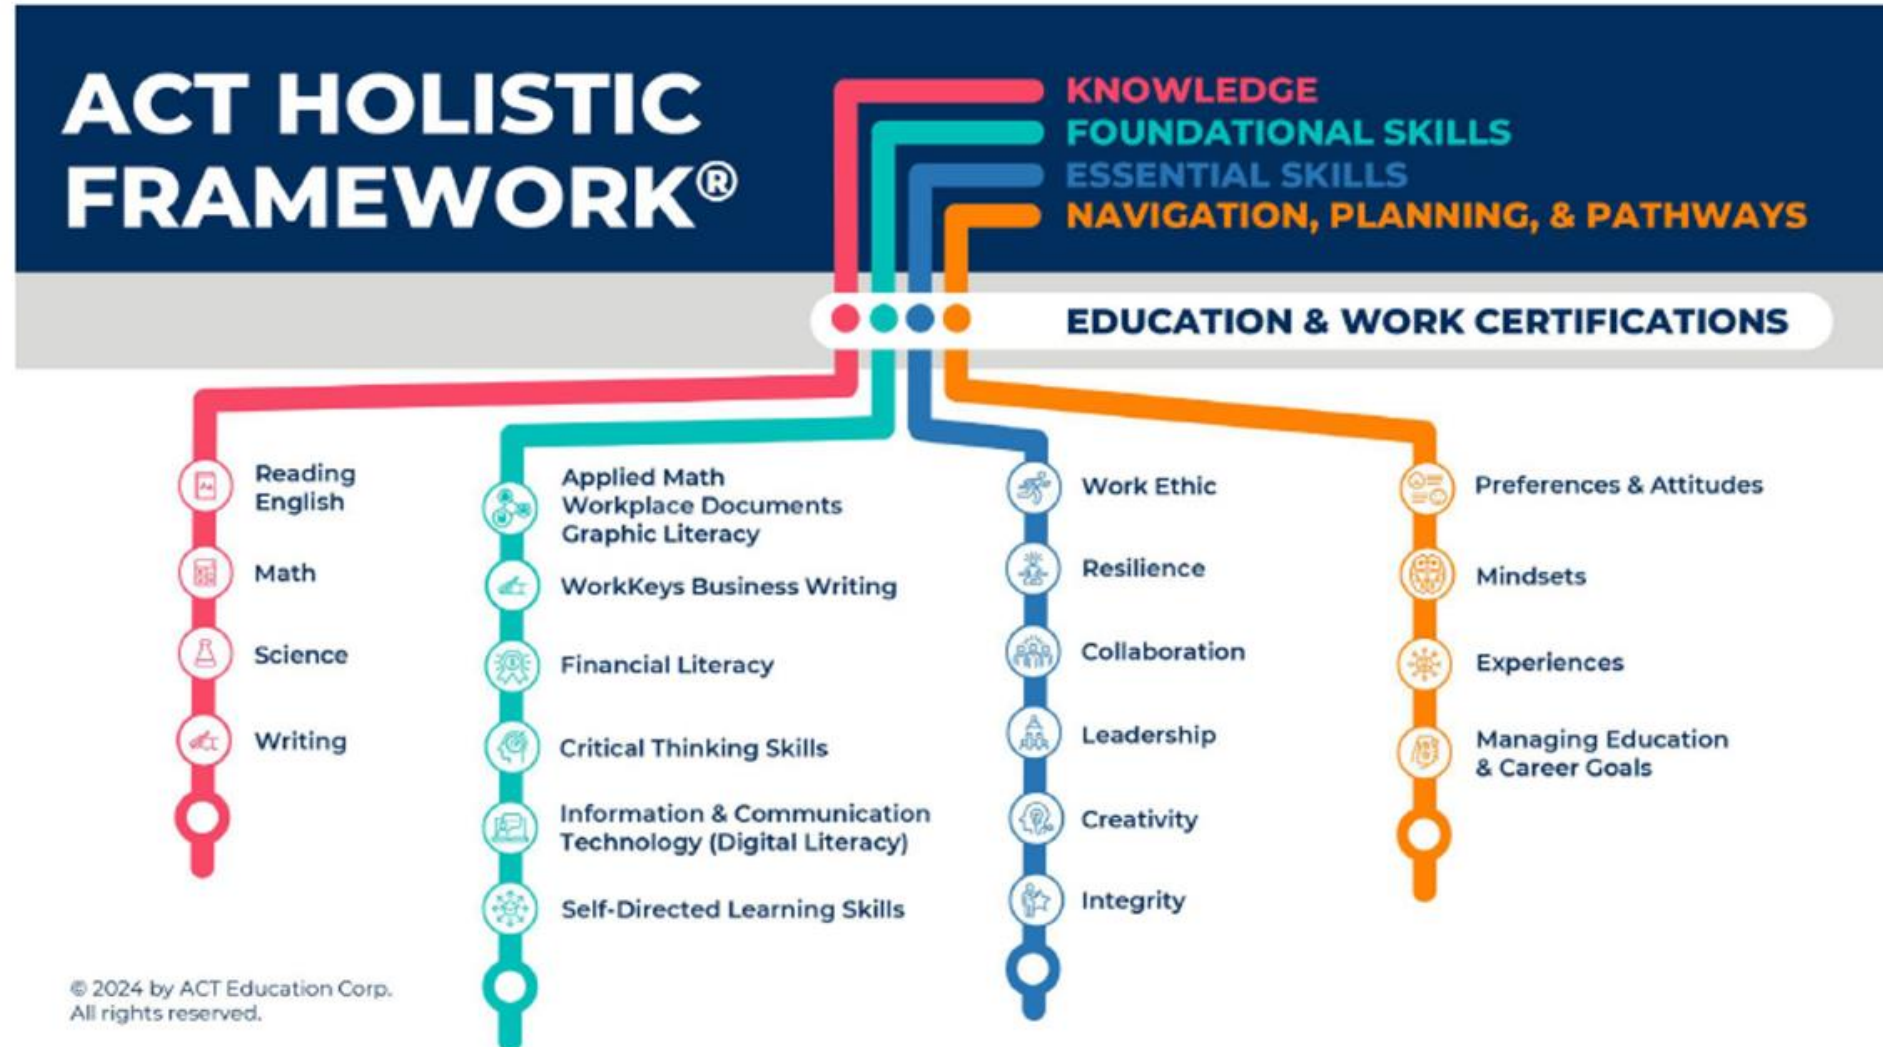 ACT HOLISTIC
FRAMEWORK®
KNOWLEDGE
FOUNDATIONAL SKILLS
ESSENTIAL SKILLS
NAVIGATION, PLANNING, & PATHWAYS
EDUCATION & WORK CERTIFICATIONS
Reading
English
Math
Science
Writing
Applied Math
Workplace Documents
Graphic Literacy
WorkKeys Business Writing
Financial Literacy
Critical Thinking Skills
Information & Communication
Technology (Digital Literacy)
Self-Directed Learning Skills
Work Ethic
Resilience
Collaboration
Leadership
Creativity
Integrity
Preferences & Attitudes
Mindsets
Experiences
Managing Education
& Career Goals
© 2024 by ACT Education Corp.
All rights reserved.